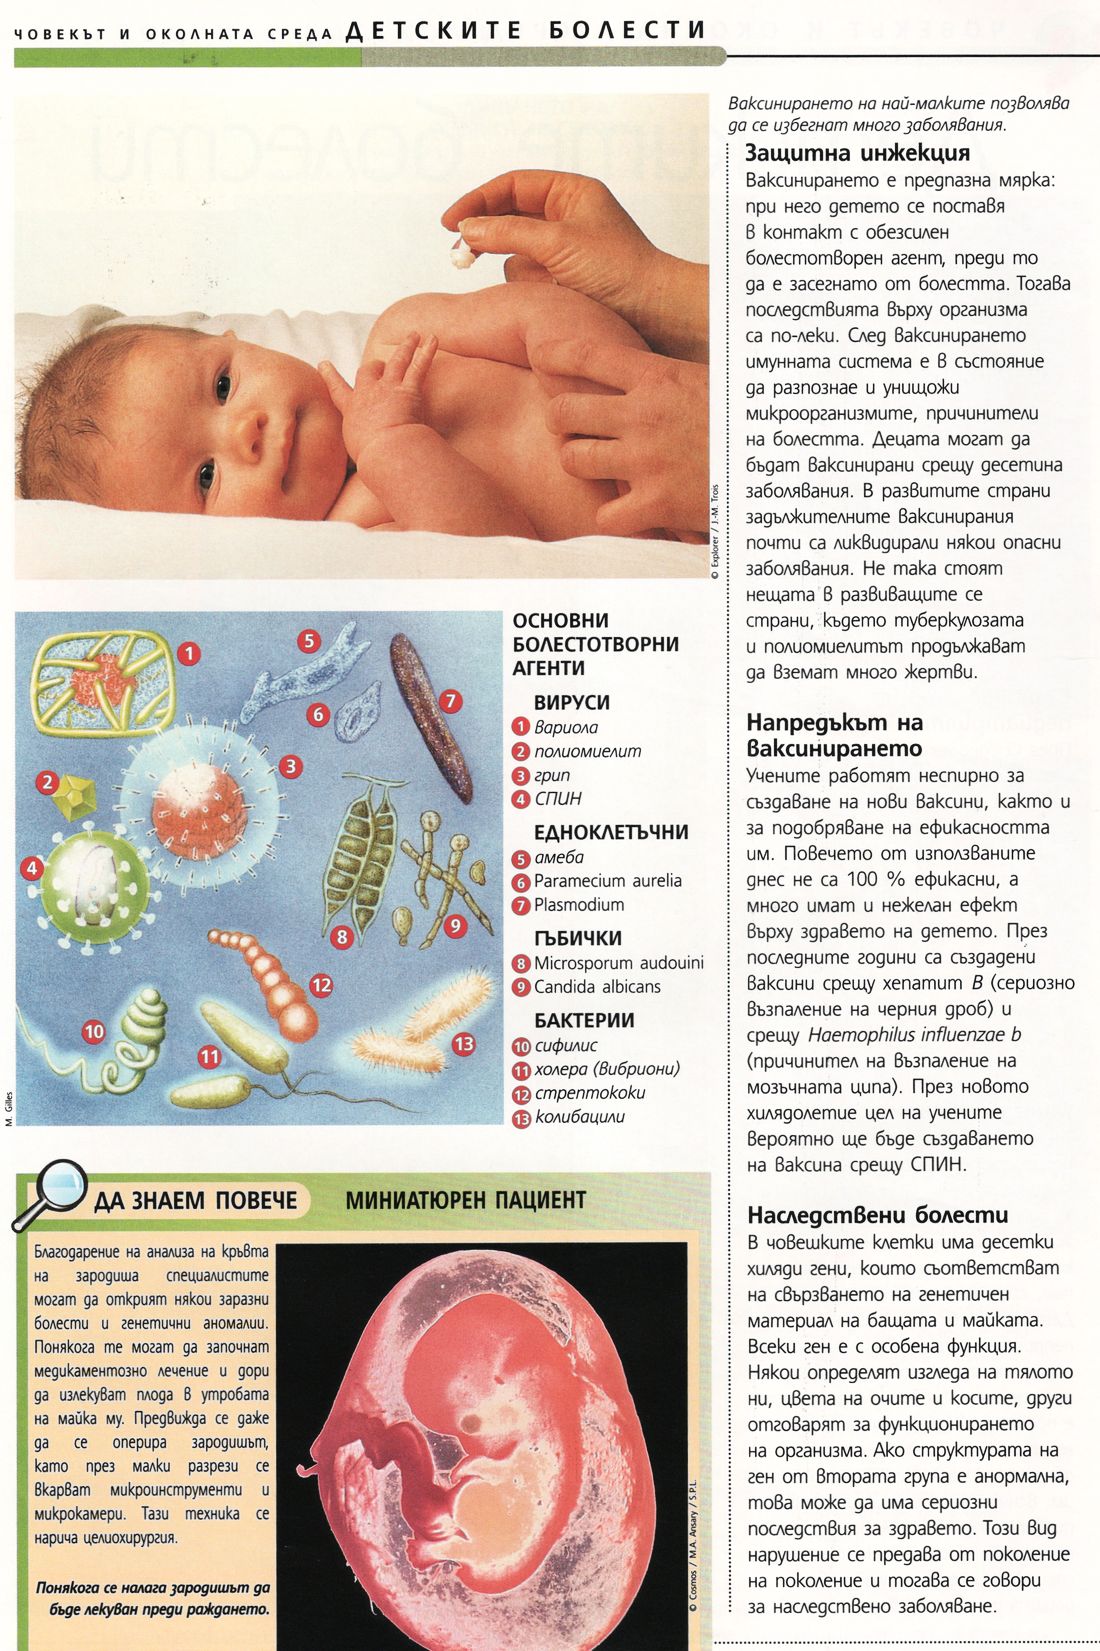 ЧОВЕКЪТ И ОКОЛНАТА СРЕДА ДЕТСКИТЕ БОЛЕСТИ
Ваксинирането на най-малките позволява
да се избегнат много заболявания.
Защитна инжекция
Ваксинирането е предпазна мярка:
при него детето се поставя
в контакт с обезсилен
болестотворен агент, преди то
да е засегнато от болестта. Тогава
последствията върху организма
са по-леки. След ваксинирането
имунната система е в състояние
да разпознае и унищожи
микроорганизмите, причинители
на болестта. Децата могат да
бъдат ваксинирани срещу десетина
заболявания. В развитите страни
задължителните ваксинирания
почти са ликвидирали някои опасни
заболявания. Не така стоят
нещата в развиващите се
страни, където туберкулозата
и полиомиелитът продължават
да вземат много жертви.
Напредъкът на
ваксинирането
Учените работят неспирно за
създаване на нови ваксини, както и
за подобряване на ефикасността
им. Повечето от използваните
днес не са 100 % ефикасни, а
много имат и нежелан ефект
върху здравето на детето. През
последните години са създадени
ваксини срещу хепатит В (сериозно
възпаление на черния дроб) и
срещу Haemophilus influenzae b
(причинител на възпаление на
мозъчната ципа). През новото
хилядолетие цел на учените
вероятно ще бъде създаването
на ваксина срещу СПИН.
Наследствени болести
В човешките клетки има десетки
хиляди гени, които съответстват
на свързването на генетичен
материал на бащата и майката.
Всеки ген е с особена функция.
Някои определят изгледа на тялото
ни, цвета на очите и косите, други
отговарят за функционирането
на организма. Ако структурата на
ген от втората група е анормална,
това може да има сериозни
последствия за здравето. Този вид
нарушение се предава от поколение
на поколение и тогава се говори
за наследствено заболяване.
© Explorer / J.-M. Trois
1
2
3
4
5
6
7
8
9
10
11
12
13
M. Gilles
ОСНОВНИ
БОЛЕСТОТВОРНИ
АГЕНТИ
ВИРУСИ
1 вариола
2 полиомиелит
3 грип
4 СПИН
ЕДНОКЛЕТЪЧНИ
5 амеба
6 Paramecium aurelia
7 Plasmodium
ГЪБИЧКИ
8 Microsporum audouini
9 Candida albicans
БАКТЕРИИ
10 сифилис
11 холера (вибриони)
12 стрептококи
13 колибацили
ДА ЗНАЕМ ПОВЕЧЕ МИНИАТЮРЕН ПАЦИЕНТ
Благодарение на анализа на кръвта
на зародиша специалистите
могат да открият някои заразни
болести и генетични аномалии.
Понякога те могат да започнат
медикаментозно лечение и дори
да излекуват плода в утробата
на майка му. Предвижда се даже
да се оперира зародишът,
като през малки разрези се
вкарват микроинструменти и
микрокамери. Тази техника се
нарича целиохирургия.
Понякога се налага зародишът да
бъде лекуван преди раждането.
© Cosmos / M.A. Ansary / S.P.L.